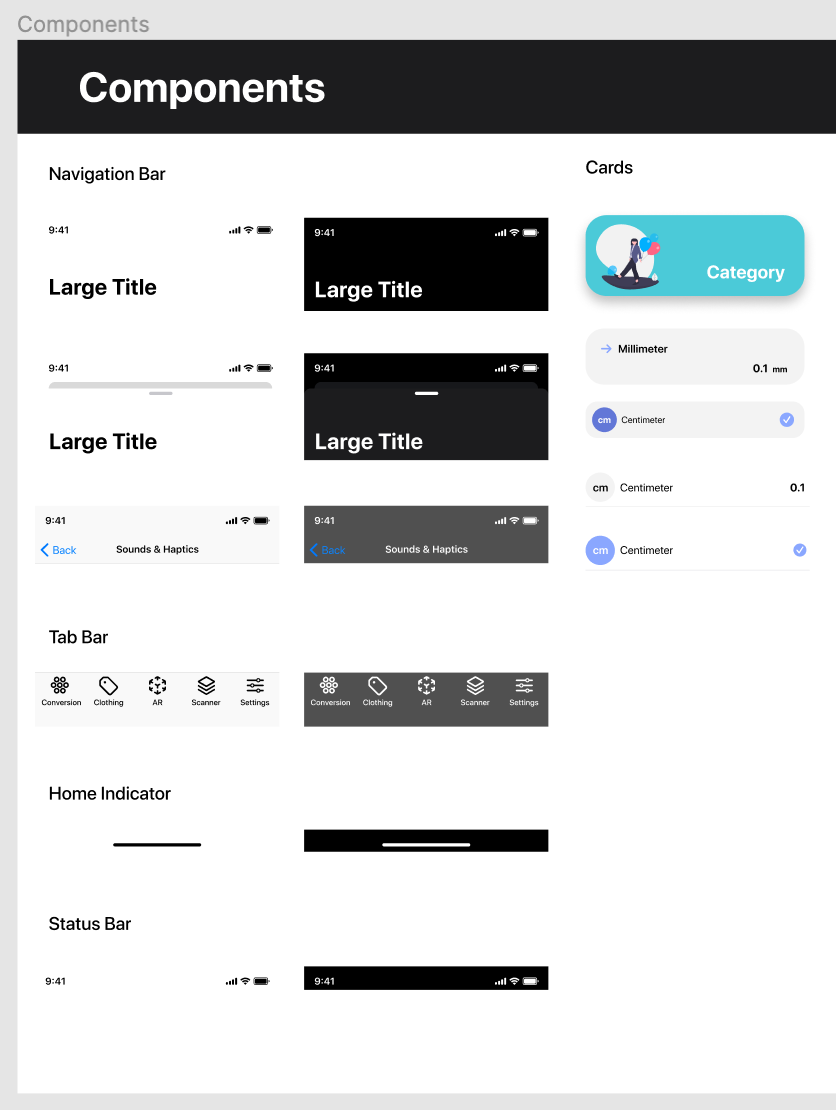 Components
Components
Navigation Bar
9:41
9:41
Large Title
Large Title
9:41
9:41
Large Title
Large Title
9:41
9:41
Back
Sounds & Haptics
Back
Sounds & Haptics
Tab Bar
Conversion Clothing AR Scanner Settings
Conversion Clothing AR Scanner Settings
Home Indicator
Status Bar
9:41
9:41
Cards
Category
Millimeter
0.1 mm
cm Centimeter
cm Centimeter 0.1
cm Centimeter